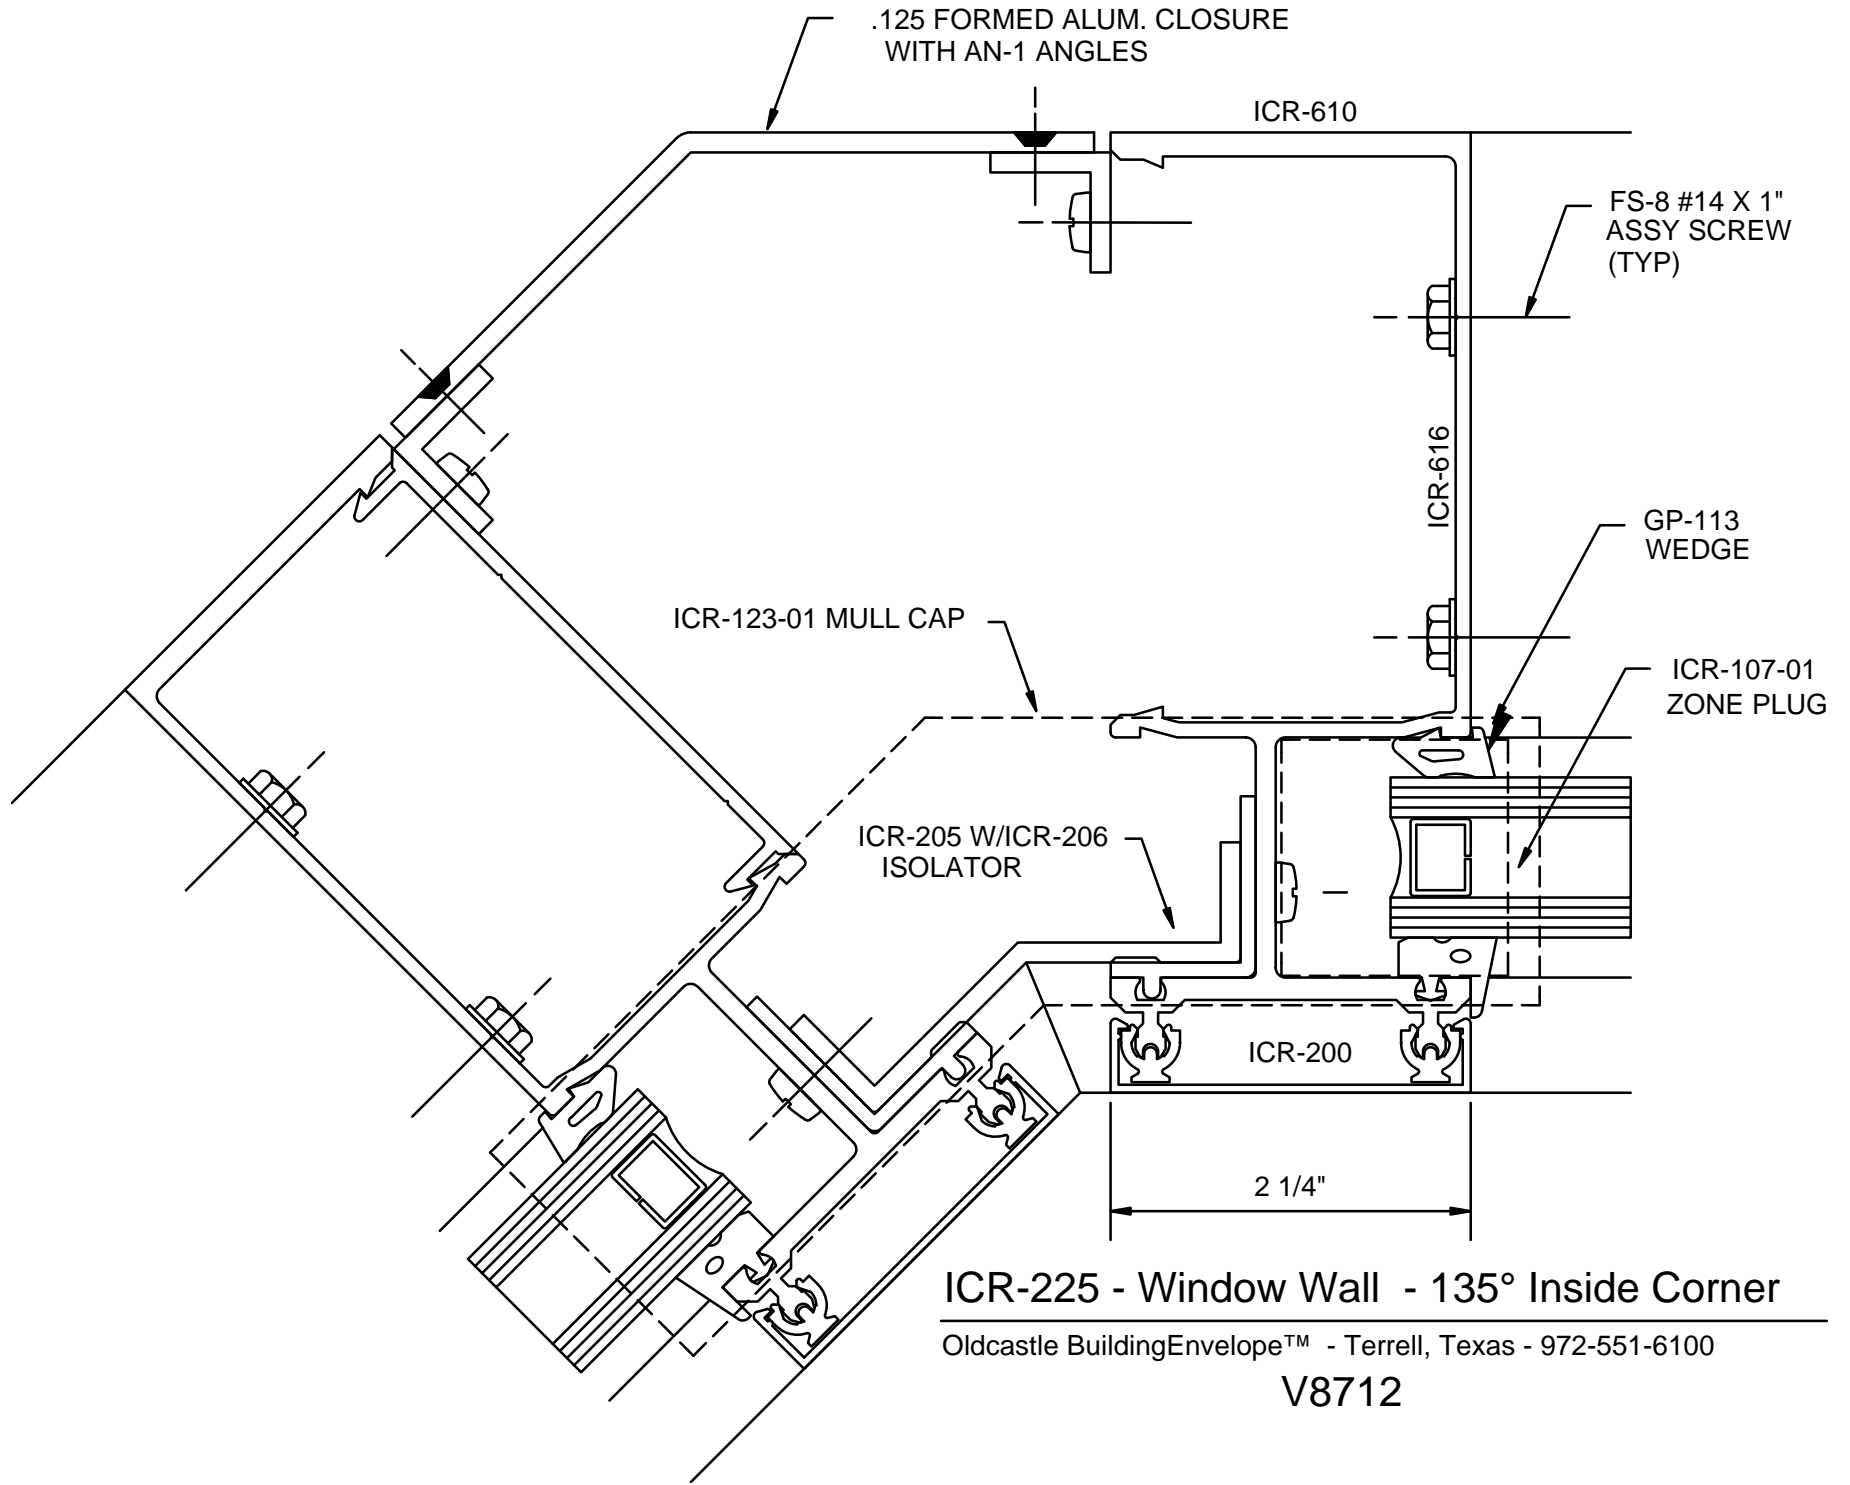 .125 FORMED ALUM. CLOSURE
WITH AN-1 ANGLES
ICR-610
FS-8 #14 X 1"
ASSY SCREW
(TYP)
ICR-616
GP-113
WEDGE
ICR-123-01 MULL CAP
ICR-107-01
ZONE PLUG
ICR-205 W/ICR-206
ISOLATOR
ICR-200
2 1/4"
ICR-225 - Window Wall - 135° Inside Corner
Oldcastle BuildingEnvelope™ - Terrell, Texas - 972-551-6100
V8712